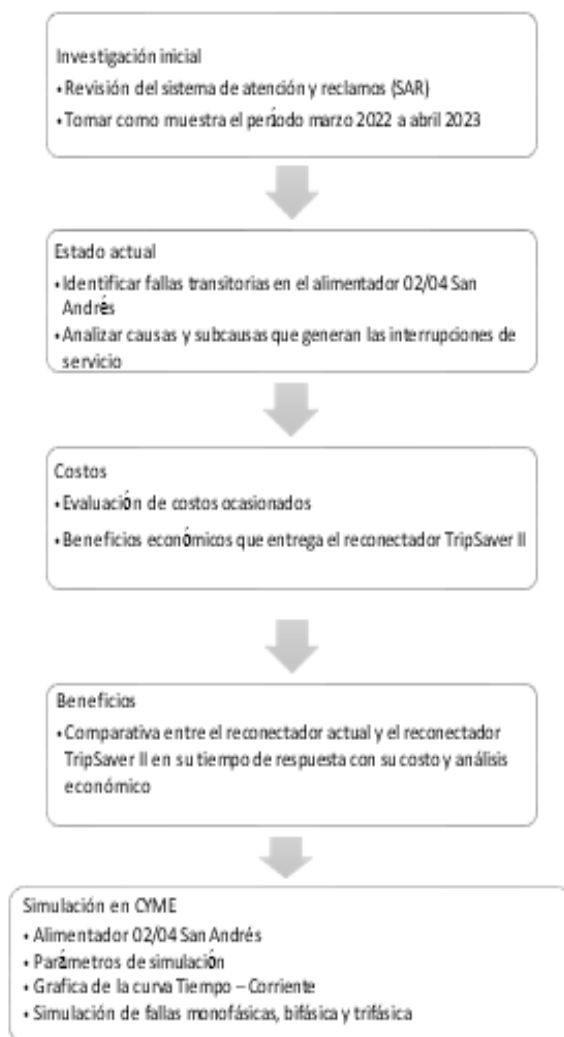 Investigación inicial
• Revisión del sistema de atención y reclamos (SAR)
• Tomar como muestra el período marzo 2022 a abril 2023
Estado actual
• Identificar fallas transitorias en el alimentador 02/04 San
Andrés
• Analizar causas y subcausas que generan las interrupciones de
servicio
Costos
• Evaluación de costos ocasionados
• Beneficios económicos que entrega el reconectador TripSaver II
Beneficios
• Comparativa entre el reconectador actual y el reconectador
TripSaver II en su tiempo de respuesta con su costo y análisis
económico
Simulación en CYME
• Alimentador 02/04 San Andrés
• Parámetros de simulación
• Grafica de la curva Tiempo – Corriente
• Simulación de fallas monofásicas, bifásica y trifásica